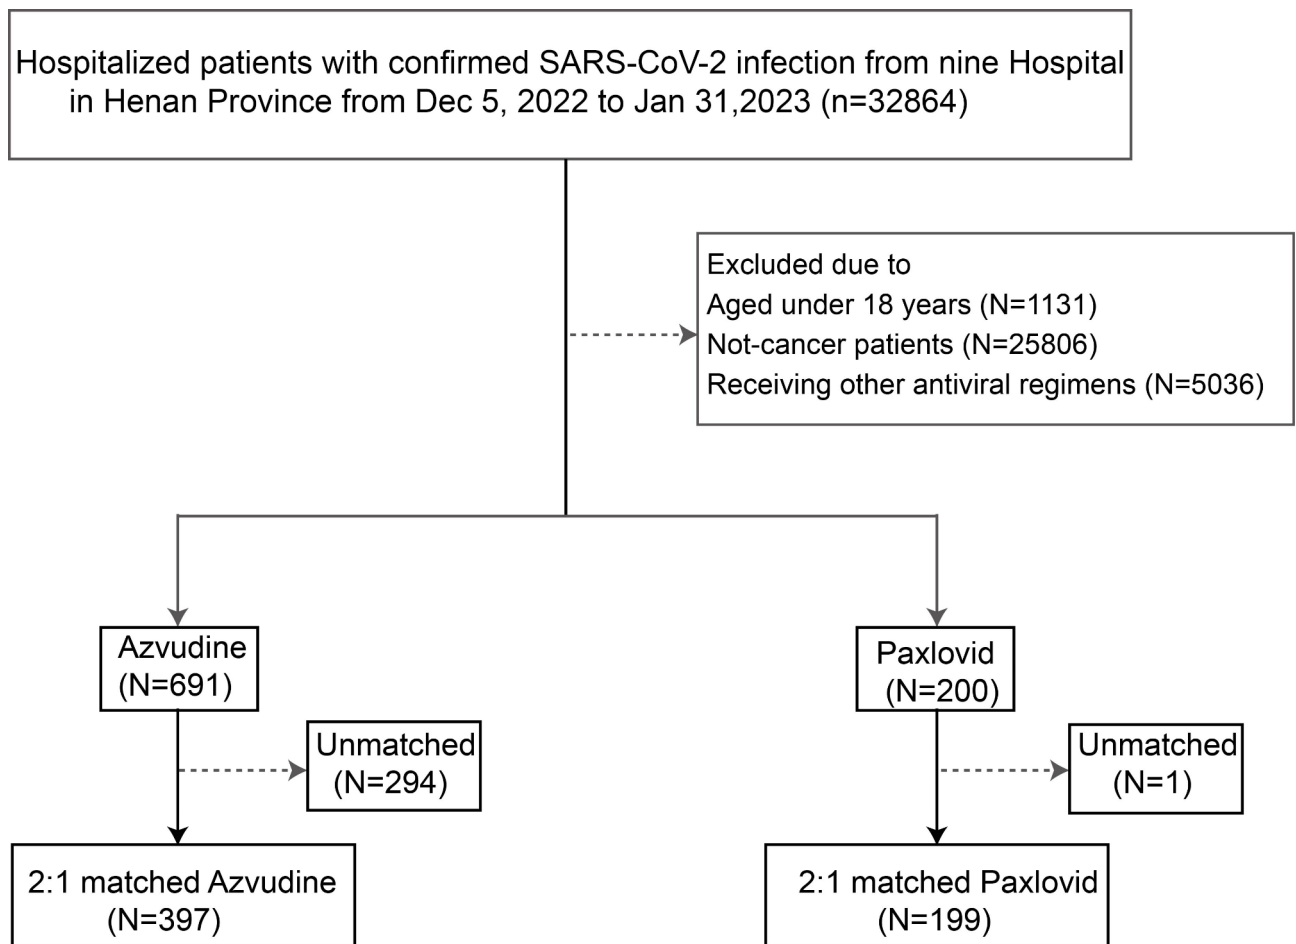 Hospitalized patients with confirmed SARS-CoV-2 infection from nine Hospital
in Henan Province from Dec 5, 2022 to Jan 31,2023 (n=32864)
Excluded due to
Aged under 18 years (N=1131)
Not-cancer patients (N=25806)
Receiving other antiviral regimens (N=5036)
Azvudine
(N=691)
Paxlovid
(N=200)
Unmatched
(N=294)
Unmatched
(N=1)
2:1 matched Azvudine
(N=397)
2:1 matched Paxlovid
(N=199)